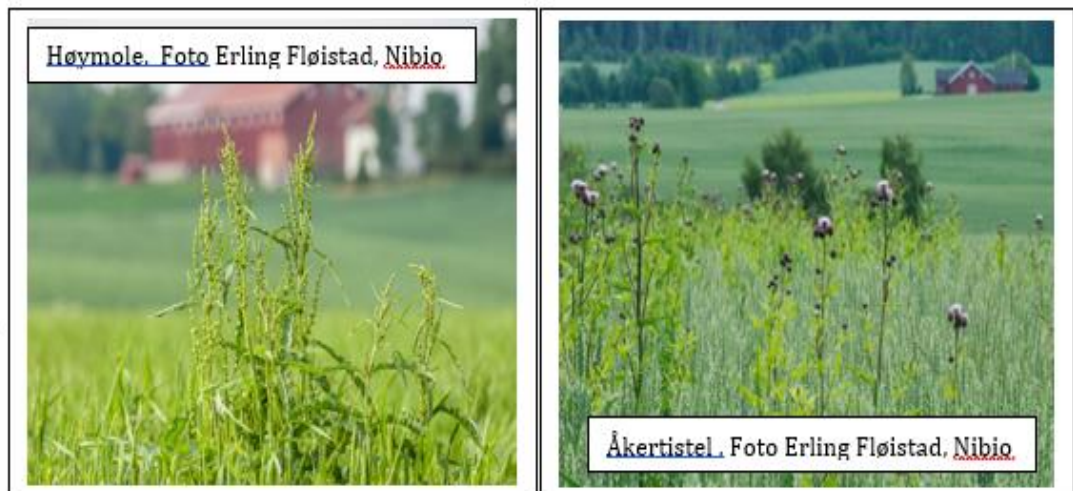 Høymole. Foto Erling Fløistad, Nibio
Åkertistel . Foto Erling Fløistad, Nibio